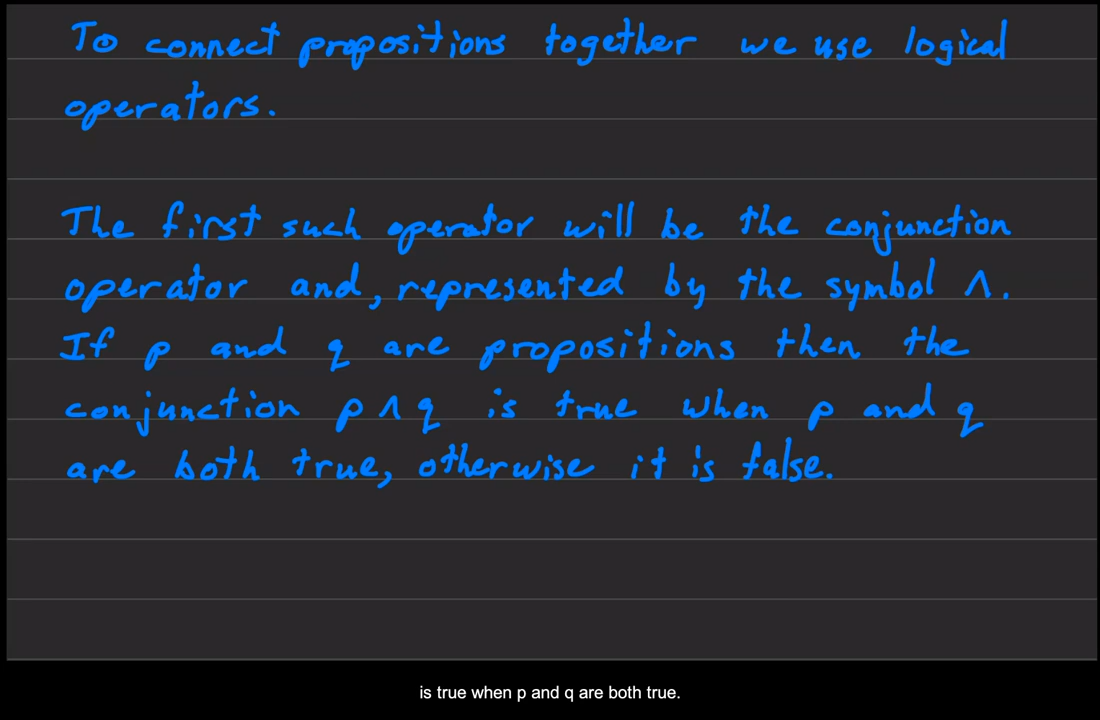 To connect propositions together we use logical
operators.
The first such operator will be the conjunction
operator and, represented by the symbol ∧.
If p and q are propositions then the
conjunction p ∧ q is true when p and q
are both true, otherwise it is false.
is true when p and q are both true.